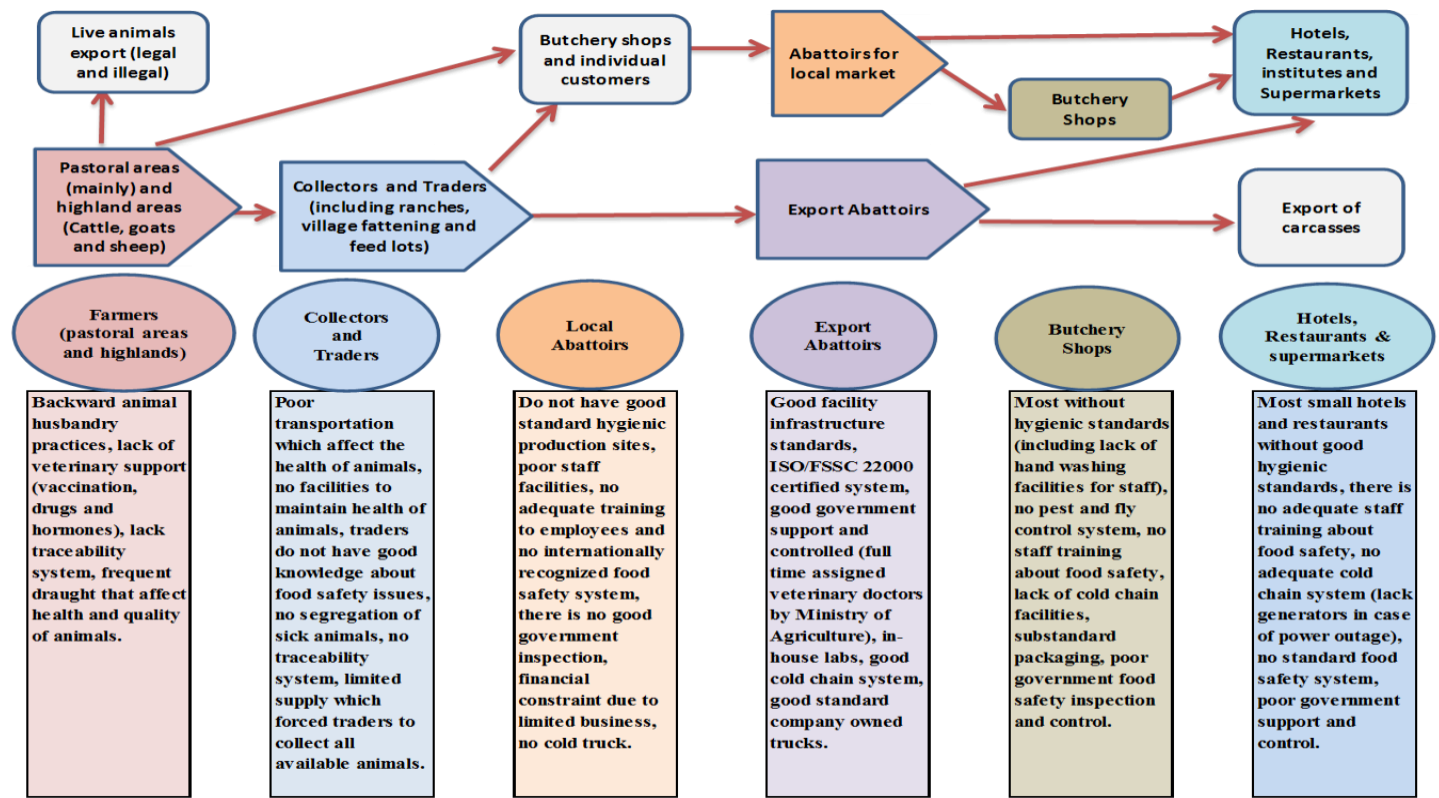 Live animals
export (legal
and illegal)
Butchery shops
and individual
customers
Abattoirs for
local market
Butchery
Shops
Hotels,
Restaurants,
institutes and
Supermarkets
Pastoral areas
(mainly) and
highland areas
(Cattle, goats
and sheep)
Collectors and Traders
(including ranches,
village fattening and
feed lots)
Export Abattoirs
Export of
carcasses
Farmers
(pastoral areas
and highlands)
Collectors
and
Traders
Local
Abattoirs
Export
Abattoirs
Butchery
Shops
Hotels,
Restaurants &
supermarkets
Backward animal
husbandry
practices, lack of
veterinary support
(vaccination,
drugs and
hormones), lack
traceability
system, frequent
draught that affect
health and quality
of animals.
Poor
transportation
which affect the
health of animals,
no facilities to
maintain health of
animals, traders
do not have good
knowledge about
food safety issues,
no segregation of
sick animals, no
traceability
system, limited
supply which
forced traders to
collect all
available animals.
Do not have good
standard hygienic
production sites,
poor staff
facilities, no
adequate training
to employees and
no internationally
recognized food
safety system,
there is no good
government
inspection,
financial
constraint due to
limited business,
no cold truck.
Good facility
infrastructure
standards,
ISO/FSSC 22000
certified system,
good government
support and
controlled (full
time assigned
veterinary doctors
by Ministry of
Agriculture), in-
house labs, good
cold chain system,
good standard
company owned
trucks.
Most without
hygienic standards
(including lack of
hand washing
facilities for staff),
no pest and fly
control system, no
staff training
about food safety,
lack of cold chain
facilities,
substandard
packaging, poor
government food
safety inspection
and control.
Most small hotels
and restaurants
without good
hygienic
standards, there is
no adequate staff
training about
food safety, no
adequate cold
chain system (lack
generators in case
of power outage),
no standard food
safety system,
poor government
support and
control.